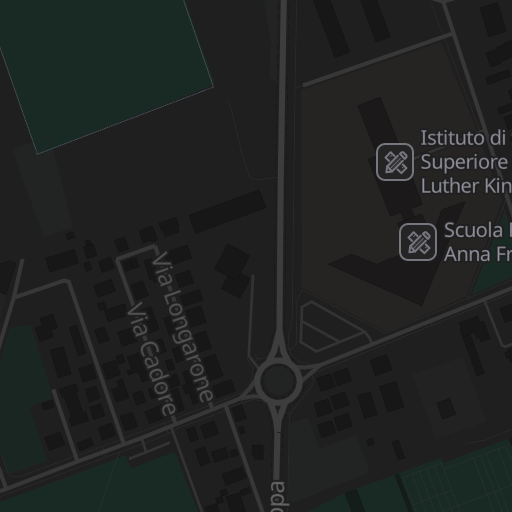 Istituto di
Superiore
Luther Kin
Scuola
Anna Fr
Via Longarone
Via Cadore